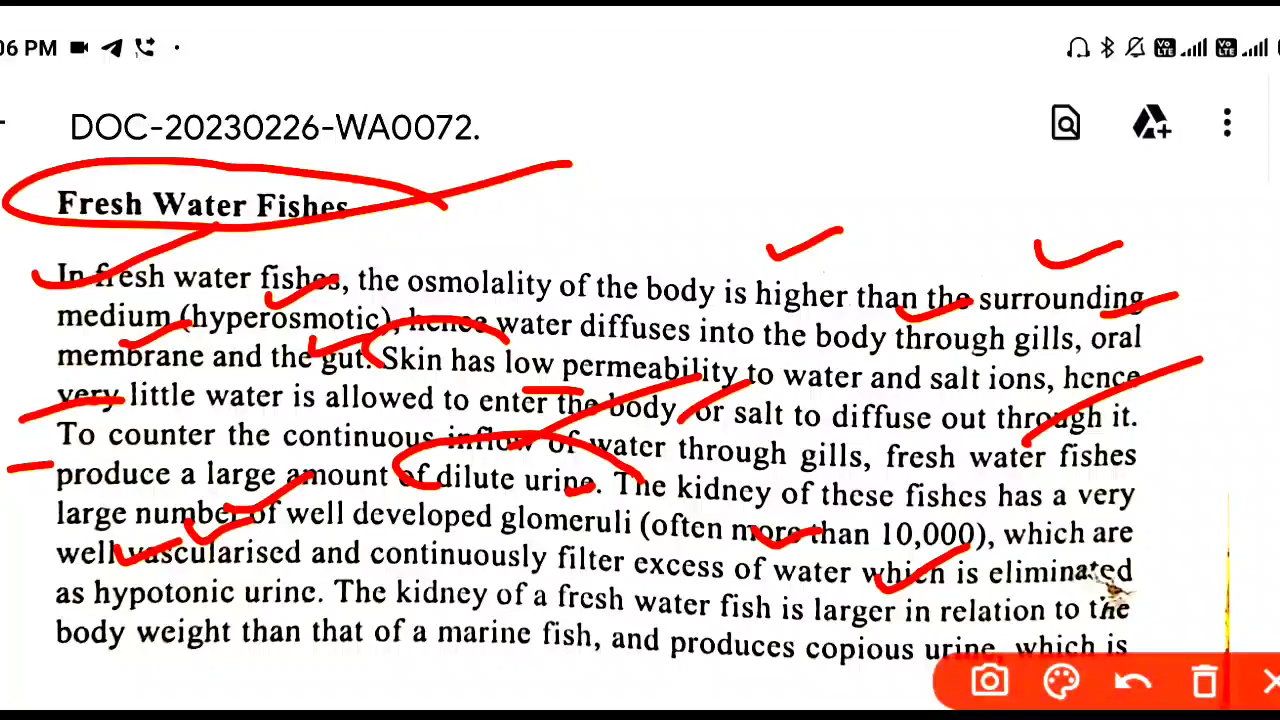 06 PM
DOC-20230226-WA0072.
Fresh Water Fishes
In fresh water fishes, the osmolality of the body is higher than the surrounding
medium (hyperosmotic), hence water diffuses into the body through gills, oral
membrane and the gut. Skin has low permeability to water and salt ions, hence
very little water is allowed to enter the body, or salt to diffuse out through it.
To counter the continuous inflow of water through gills, fresh water fishes
produce a large amount of dilute urine. The kidney of these fishes has a very
large number of well developed glomeruli (often more than 10,000), which are
well vascularised and continuously filter excess of water which is eliminated
as hypotonic urine. The kidney of a fresh water fish is larger in relation to the
body weight than that of a marine fish, and produces copious urine, which is